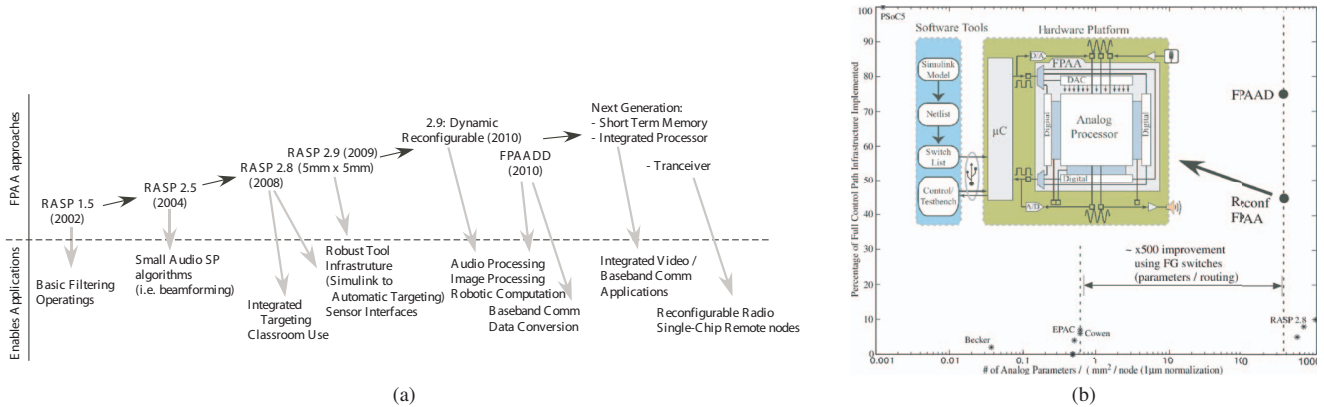 FPAA approaches
Enables Applications
RASP 1.5
(2002)
RASP 2.5
(2004)
RASP 2.8
(2008)
RASP 2.9 (2009)
(5mm x 5mm)
2.9: Dynamic
Reconfigurable (2010)
FPAADD
(2010)
Next Generation:
- Short Term Memory
- Integrated Processor
- Tranceiver
Basic Filtering
Operatings
Small Audio SP
algorithms
(i.e. beamforming)
Integrated
Targeting
Classroom Use
Robust Tool
Infrastruture
(Simulink to
Automatic Targeting)
Sensor Interfaces
Audio Processing
Image Processing
Robotic Computation
Baseband Comm
Data Conversion
Integrated Video /
Baseband Comm
Applications
Reconfigurable Radio
Single-Chip Remote nodes
(a)
Percentage of Full Control Path Infrastructure Implemented
100
90
80
70
60
50
40
30
20
10
0
PSoC5
Software Tools
Simulink
Model
Netlist
Switch
List
Control/
Testbench
Hardware Platform
µC
D/A
FPAA
DAC
Digital
Analog
Processor
Digital
Digital
A/D
FPAAD
Reconf
FPAA
~ x500 improvement
using FG switches
(parameters / routing)
Becker
EPAC
Cowen
RASP 2.8
0.001
0.01
0.1
1
10
100
1000
# of Analog Parameters / ( mm² / node (1µm normalization)
(b)